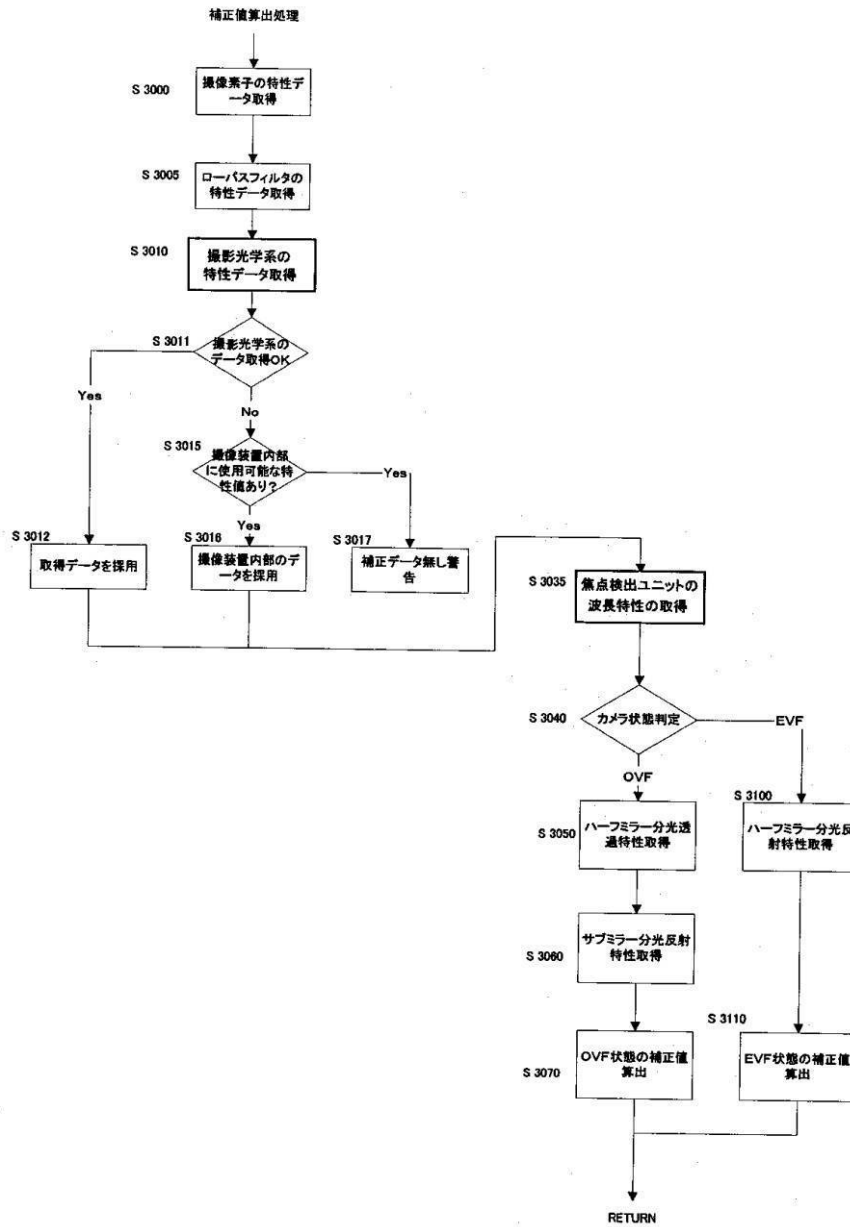 補正値算出処理
S 3000
撮像素子の特性デ
ータ取得
S 3005
ローパスフィルタの
特性データ取得
S 3010
撮影光学系の
特性データ取得
S 3011
撮影光学系の
データ取得OK
Yes
No
S 3015
撮像装置内部
に使用可能な特
性値あり?
Yes
Yes
S 3012
取得データを採用
S 3016
撮像装置内部のデ
ータを採用
S 3017
補正データ無し警
告
S 3035
焦点検出ユニットの
波長特性の取得
S 3040
カメラ状態判定
EVF
OVF
S 3050
ハーフミラー分光透
過特性取得
S 3100
ハーフミラー分光反
射特性取得
S 3060
サブミラー分光反射
特性取得
S 3070
OVF状態の補正値
算出
S 3110
EVF状態の補正値
算出
RETURN